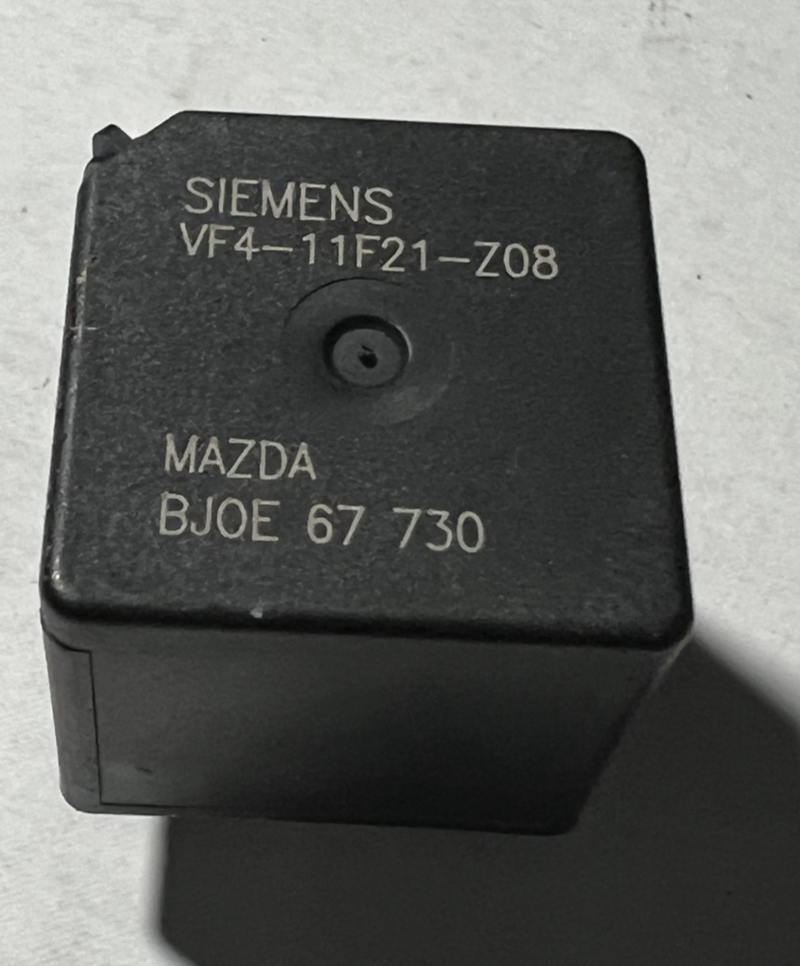 SIEMENS
VF4-11F21-Z08
MAZDA
BJOE 67 730